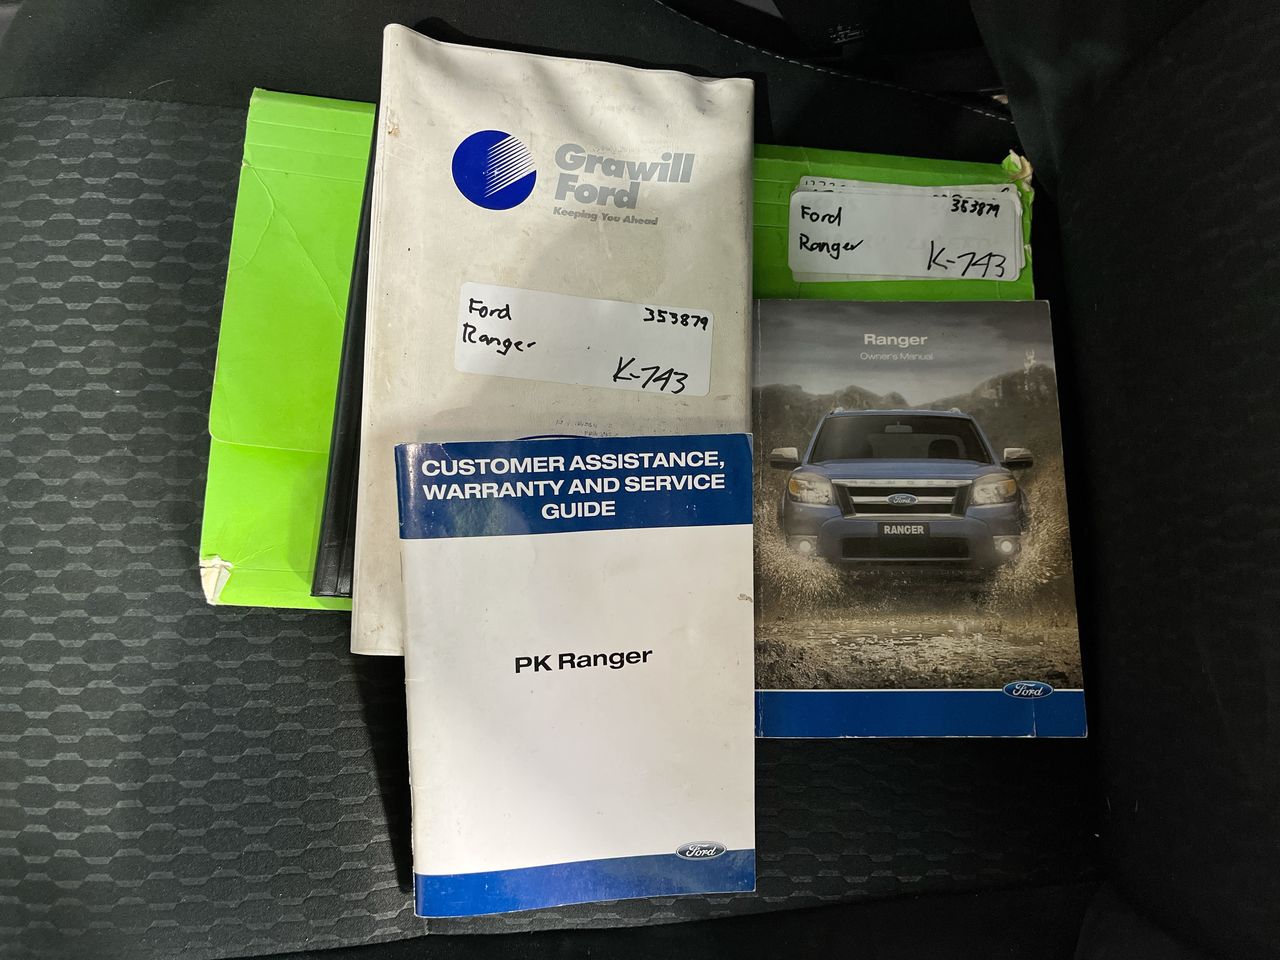 Grawill
Ford
Keeping You Ahead
Ford
353879
Ranger
K-743
Ford
353879
Ranger
K-743
CUSTOMER ASSISTANCE,
WARRANTY AND SERVICE
GUIDE
PK Ranger
Ford
Ranger
Owner's Manual
Ford
RANGER
Ford